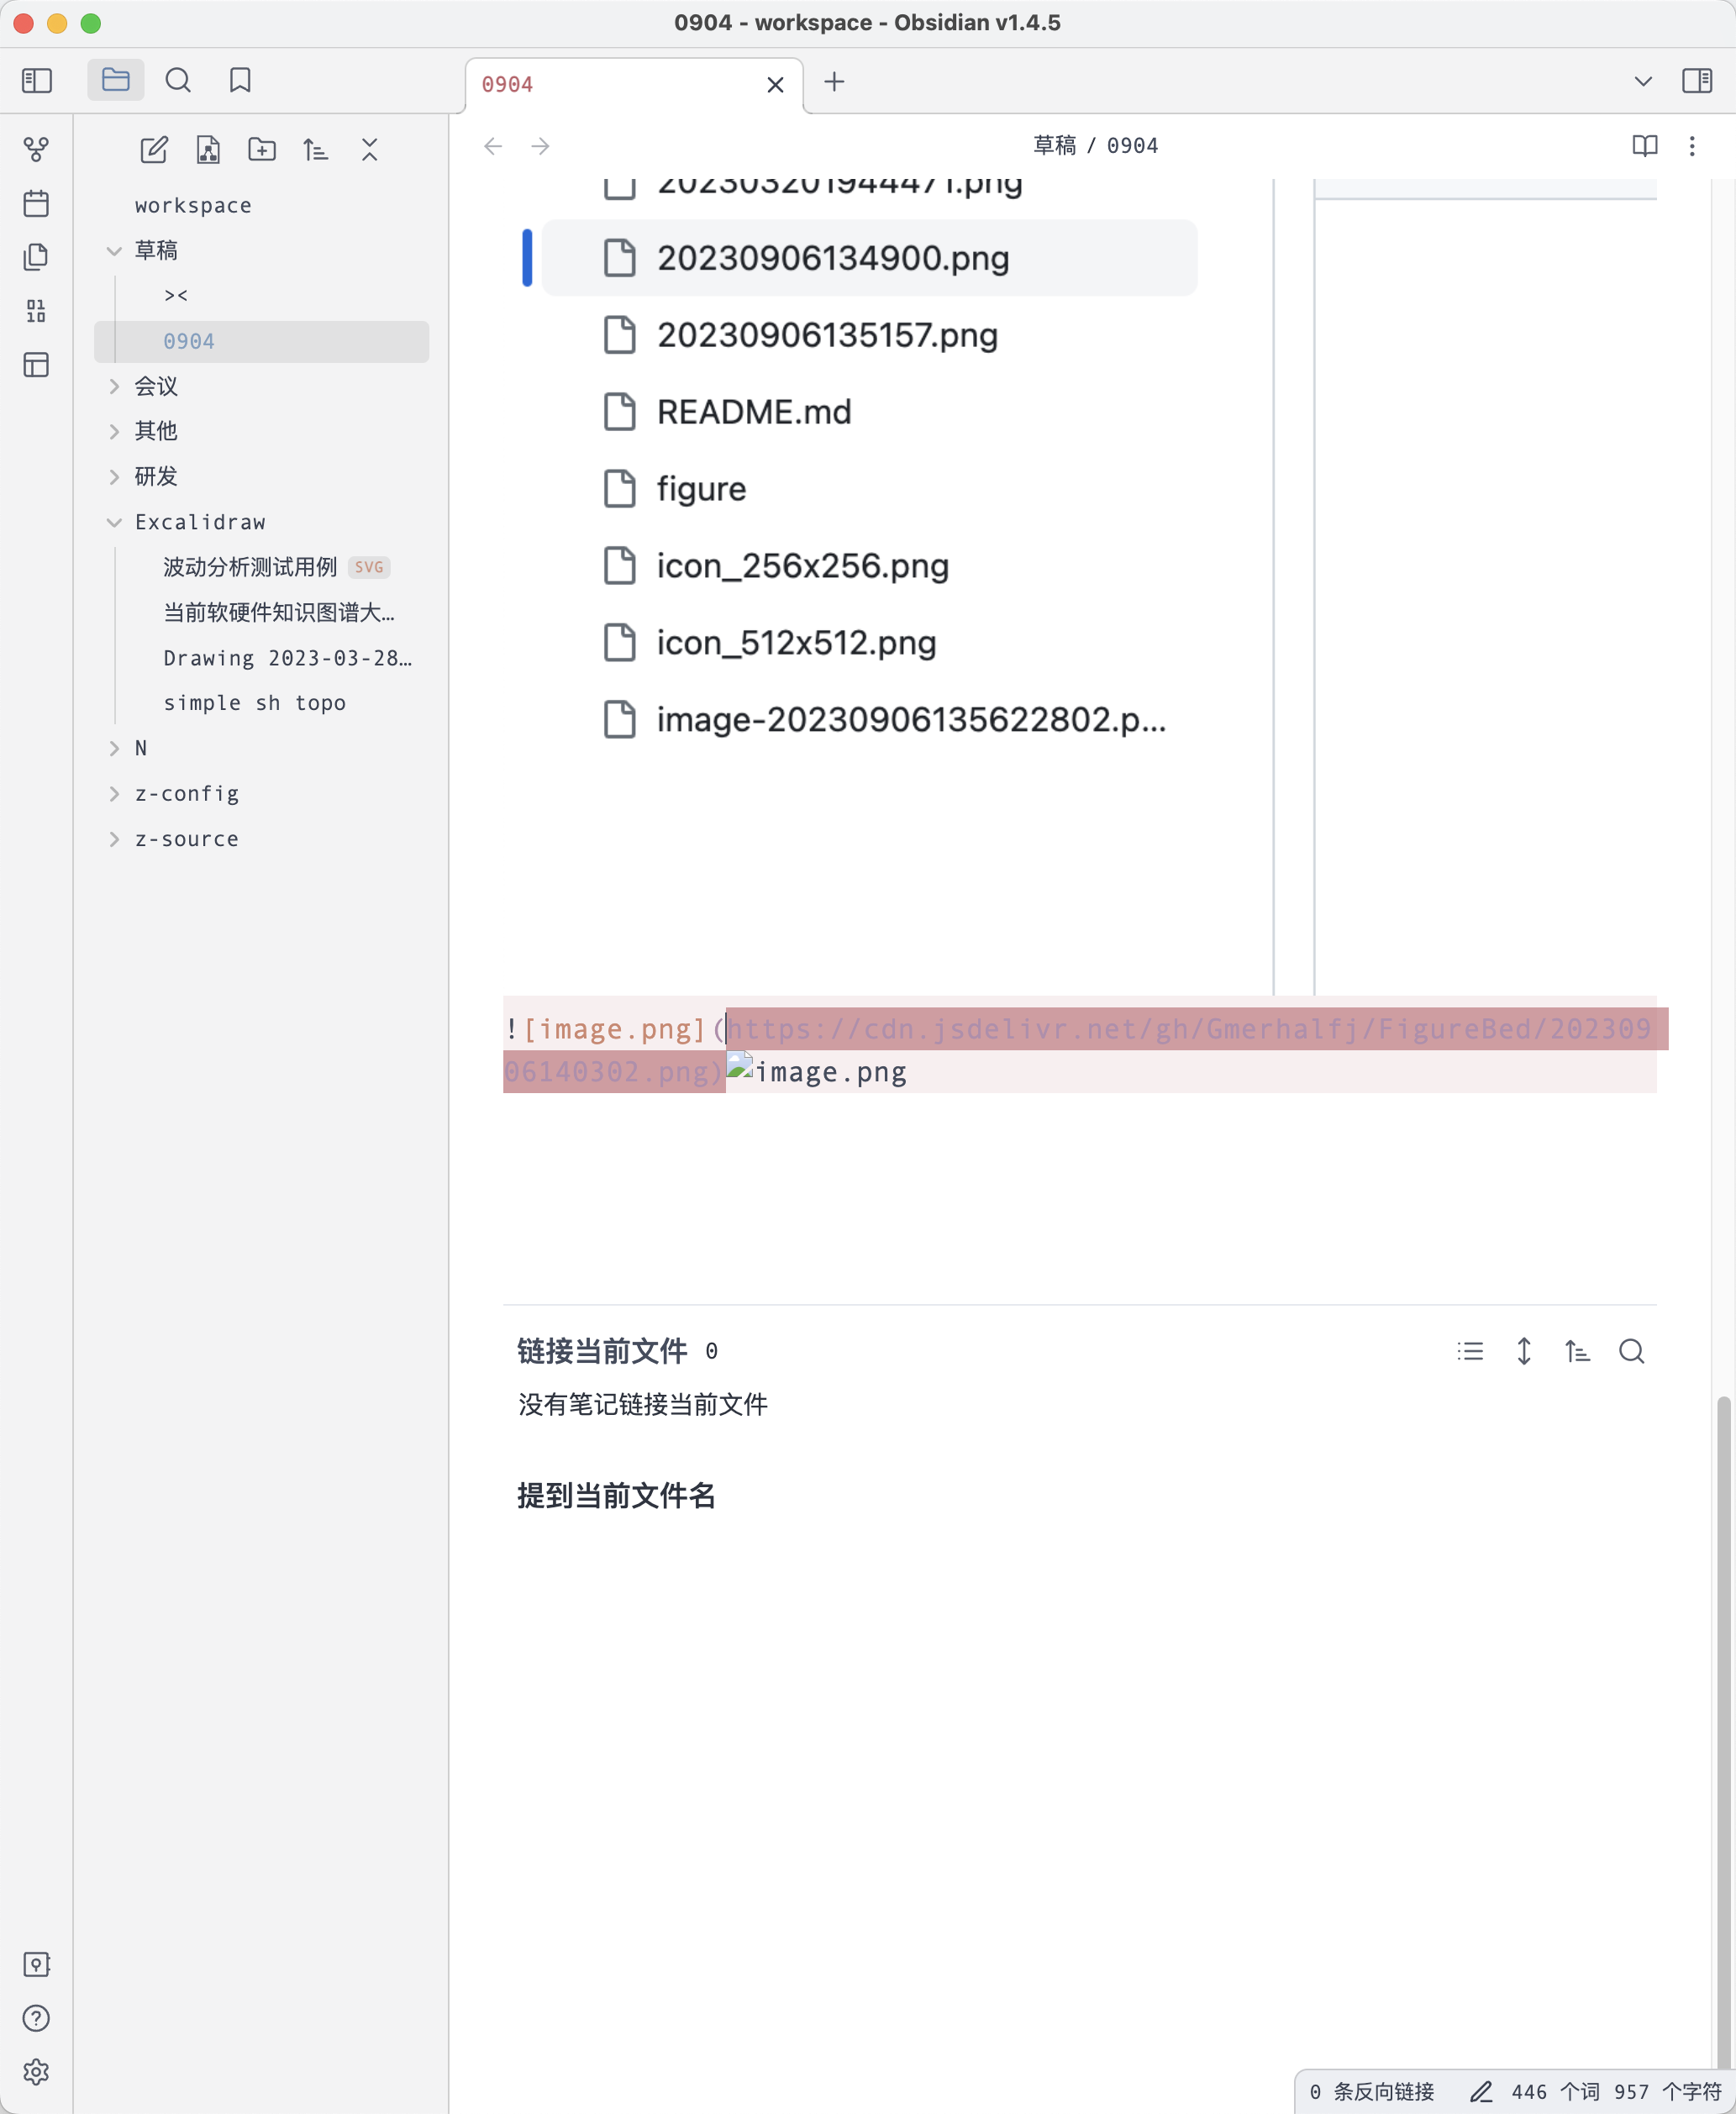 0904 - workspace - Obsidian v1.4.5
0904
草稿 / 0904
workspace
草稿
><
0904
会议
其他
研发
Excalidraw
波动分析测试用例 SVG
当前软硬件知识图谱大…
Drawing 2023-03-28…
simple sh topo
N
z-config
z-source
202303201944471.png
20230906134900.png
20230906135157.png
README.md
figure
icon_256x256.png
icon_512x512.png
image-20230906135622802.p...
![image.png](https://cdn.jsdelivr.net/gh/Gmerhalfj/FigureBed/202309
06140302.png)image.png
链接当前文件 0
没有笔记链接当前文件
提到当前文件名
0 条反向链接 446 个词 957 个字符